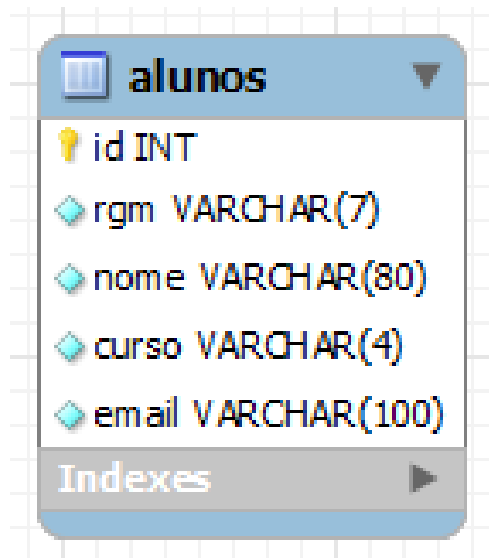 alunos
id INT
rgm VARCHAR(7)
nome VARCHAR(80)
curso VARCHAR(4)
email VARCHAR(100)
Indexes